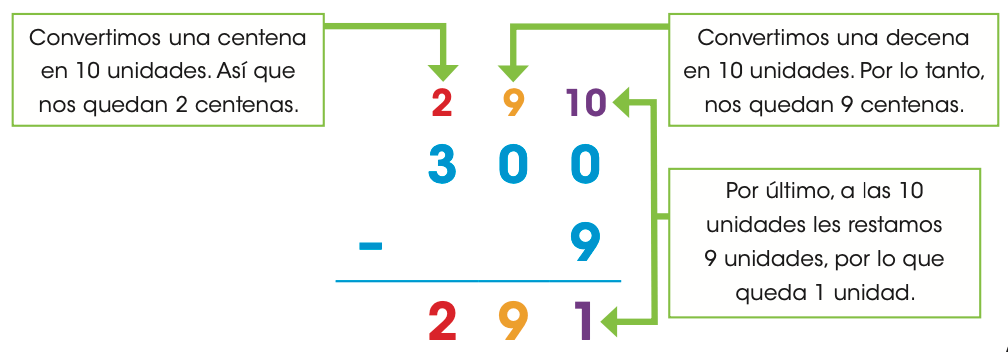 Convertimos una centena
en 10 unidades. Así que
nos quedan 2 centenas.
Convertimos una decena
en 10 unidades. Por lo tanto,
nos quedan 9 centenas.
2 9 10
3 0 0
- 9
2 9 1
Por último, a las 10
unidades les restamos
9 unidades, por lo que
queda 1 unidad.